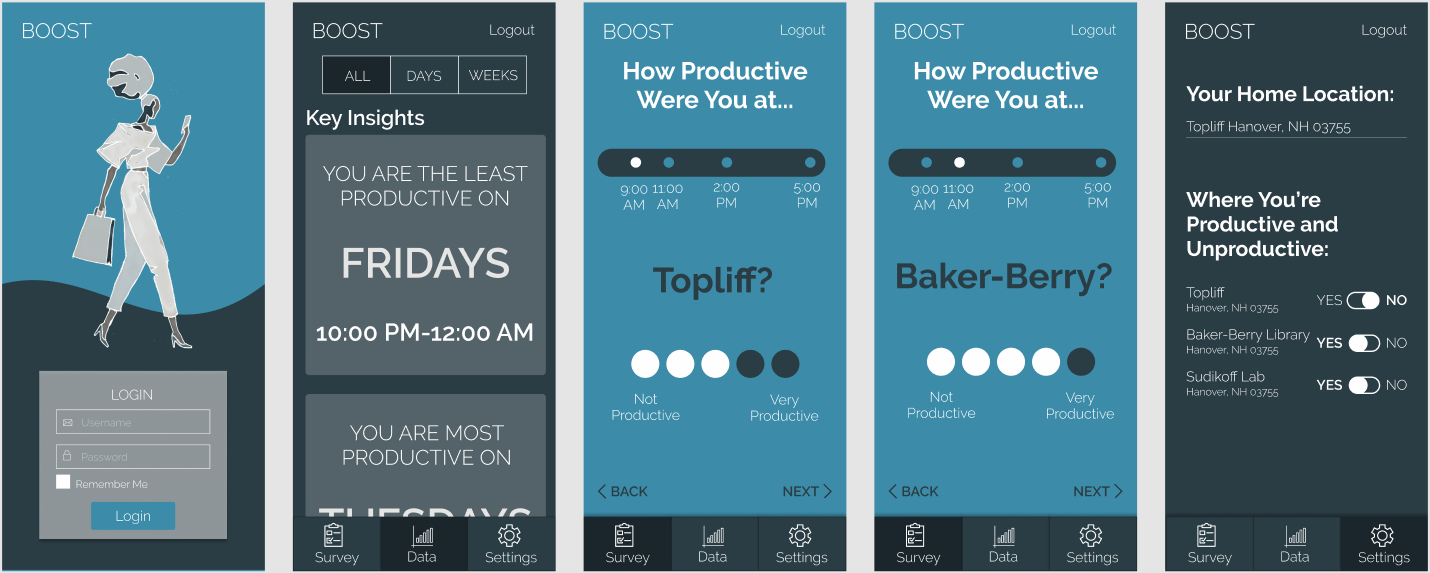 BOOST
LOGIN
Username
Password
Remember Me
Login
BOOST
Logout
ALL
DAYS
WEEKS
Key Insights
YOU ARE THE LEAST
PRODUCTIVE ON
FRIDAYS
10:00 PM-12:00 AM
YOU ARE MOST
PRODUCTIVE ON
TUESDAYS
Survey
Data
Settings
BOOST
Logout
How Productive
Were You at...
9:00 11:00 2:00 5:00
AM AM PM PM
Topliff?
Not Very
Productive Productive
BACK
NEXT
Survey
Data
Settings
BOOST
Logout
How Productive
Were You at...
9:00 11:00 2:00 5:00
AM AM PM PM
Baker-Berry?
Not Very
Productive Productive
BACK
NEXT
Survey
Data
Settings
BOOST
Logout
Your Home Location:
Topliff Hanover, NH 03755
Where You're
Productive and
Unproductive:
Topliff
Hanover, NH 03755
YES NO
Baker-Berry Library
Hanover, NH 03755
YES NO
Sudikoff Lab
Hanover, NH 03755
YES NO
Survey
Data
Settings